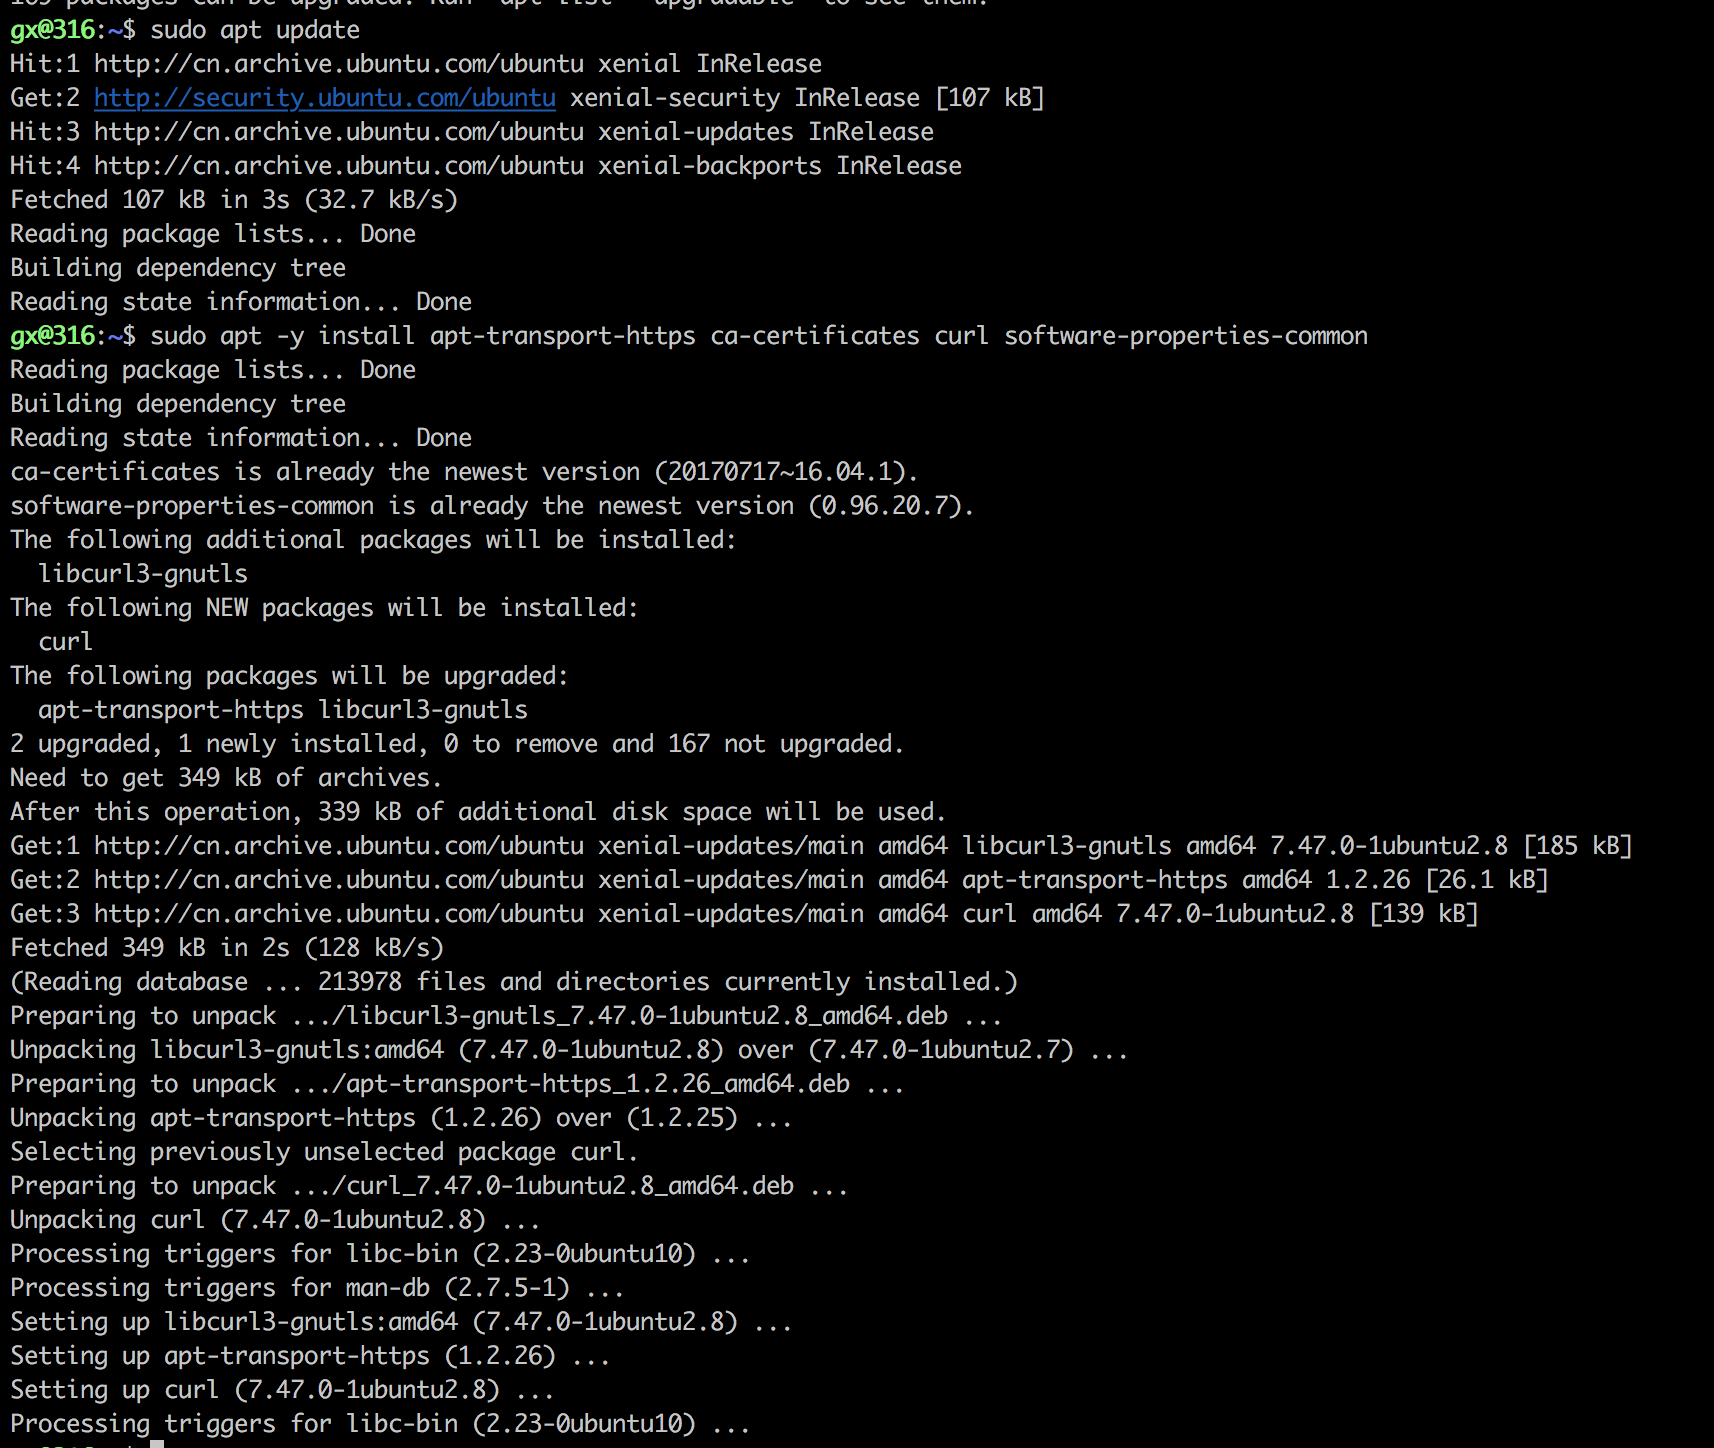 packages can be upgraded. Run apt list upgradable to see them.
gx@316:~$ sudo apt update
Hit:1 http://cn.archive.ubuntu.com/ubuntu xenial InRelease
Get:2 http://security.ubuntu.com/ubuntu xenial-security InRelease [107 kB]
Hit:3 http://cn.archive.ubuntu.com/ubuntu xenial-updates InRelease
Hit:4 http://cn.archive.ubuntu.com/ubuntu xenial-backports InRelease
Fetched 107 kB in 3s (32.7 kB/s)
Reading package lists... Done
Building dependency tree
Reading state information... Done
gx@316:~$ sudo apt -y install apt-transport-https ca-certificates curl software-properties-common
Reading package lists... Done
Building dependency tree
Reading state information... Done
ca-certificates is already the newest version (20170717~16.04.1).
software-properties-common is already the newest version (0.96.20.7).
The following additional packages will be installed:
  libcurl3-gnutls
The following NEW packages will be installed:
  curl
The following packages will be upgraded:
  apt-transport-https libcurl3-gnutls
2 upgraded, 1 newly installed, 0 to remove and 167 not upgraded.
Need to get 349 kB of archives.
After this operation, 339 kB of additional disk space will be used.
Get:1 http://cn.archive.ubuntu.com/ubuntu xenial-updates/main amd64 libcurl3-gnutls amd64 7.47.0-1ubuntu2.8 [185 kB]
Get:2 http://cn.archive.ubuntu.com/ubuntu xenial-updates/main amd64 apt-transport-https amd64 1.2.26 [26.1 kB]
Get:3 http://cn.archive.ubuntu.com/ubuntu xenial-updates/main amd64 curl amd64 7.47.0-1ubuntu2.8 [139 kB]
Fetched 349 kB in 2s (128 kB/s)
(Reading database ... 213978 files and directories currently installed.)
Preparing to unpack .../libcurl3-gnutls_7.47.0-1ubuntu2.8_amd64.deb ...
Unpacking libcurl3-gnutls:amd64 (7.47.0-1ubuntu2.8) over (7.47.0-1ubuntu2.7) ...
Preparing to unpack .../apt-transport-https_1.2.26_amd64.deb ...
Unpacking apt-transport-https (1.2.26) over (1.2.25) ...
Selecting previously unselected package curl.
Preparing to unpack .../curl_7.47.0-1ubuntu2.8_amd64.deb ...
Unpacking curl (7.47.0-1ubuntu2.8) ...
Processing triggers for libc-bin (2.23-0ubuntu10) ...
Processing triggers for man-db (2.7.5-1) ...
Setting up libcurl3-gnutls:amd64 (7.47.0-1ubuntu2.8) ...
Setting up apt-transport-https (1.2.26) ...
Setting up curl (7.47.0-1ubuntu2.8) ...
Processing triggers for libc-bin (2.23-0ubuntu10) ...